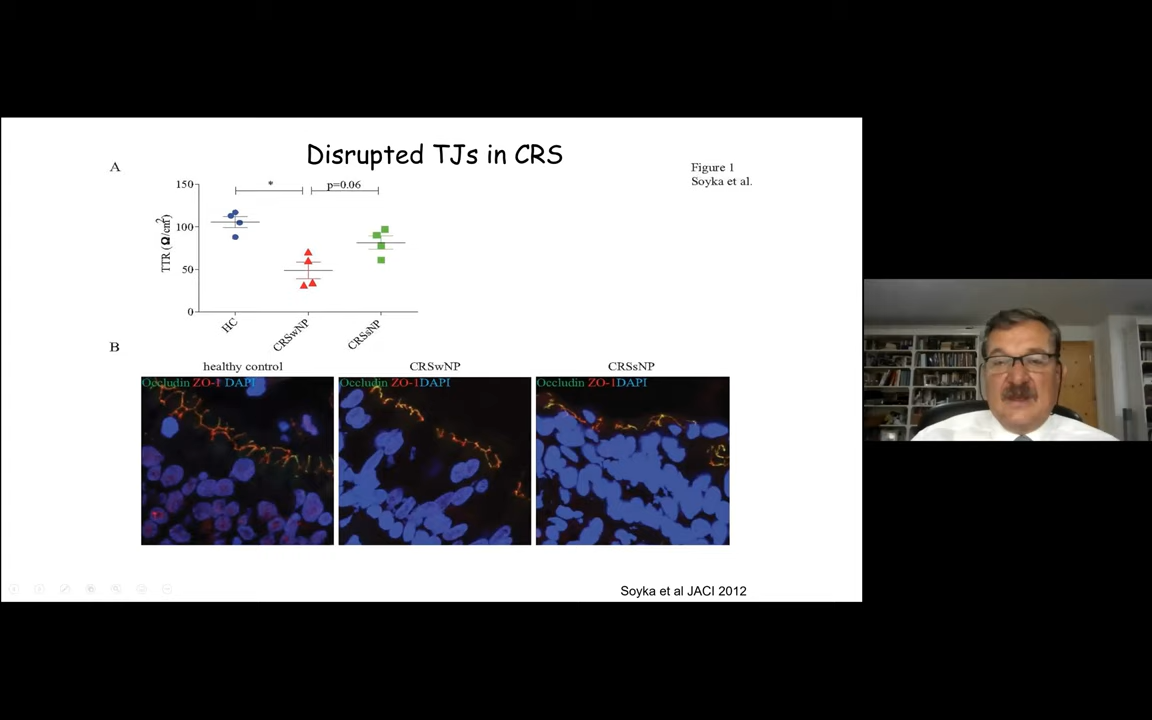 Disrupted TJs in CRS
A
Figure 1
Soyka et al.
150
*
p=0.06
100
50
0
TTR (Ω/cm²)
HC
CRSwNP
CRSsNP
B
healthy control
CRSwNP
CRSsNP
Occludin ZO-1 DAPI
Occludin ZO-1DAPI
Occludin ZO-1DAPI
Soyka et al JACI 2012